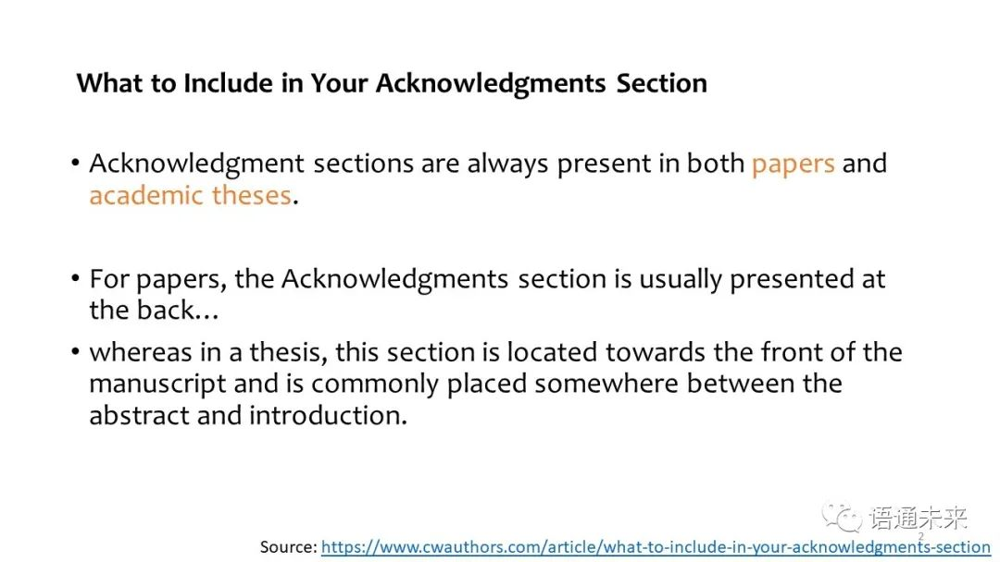 What to Include in Your Acknowledgments Section
• Acknowledgment sections are always present in both papers and
academic theses.
• For papers, the Acknowledgments section is usually presented at
the back…
• whereas in a thesis, this section is located towards the front of the
manuscript and is commonly placed somewhere between the
abstract and introduction.
语通未来
2
Source: https://www.cwauthors.com/article/what-to-include-in-your-acknowledgments-section